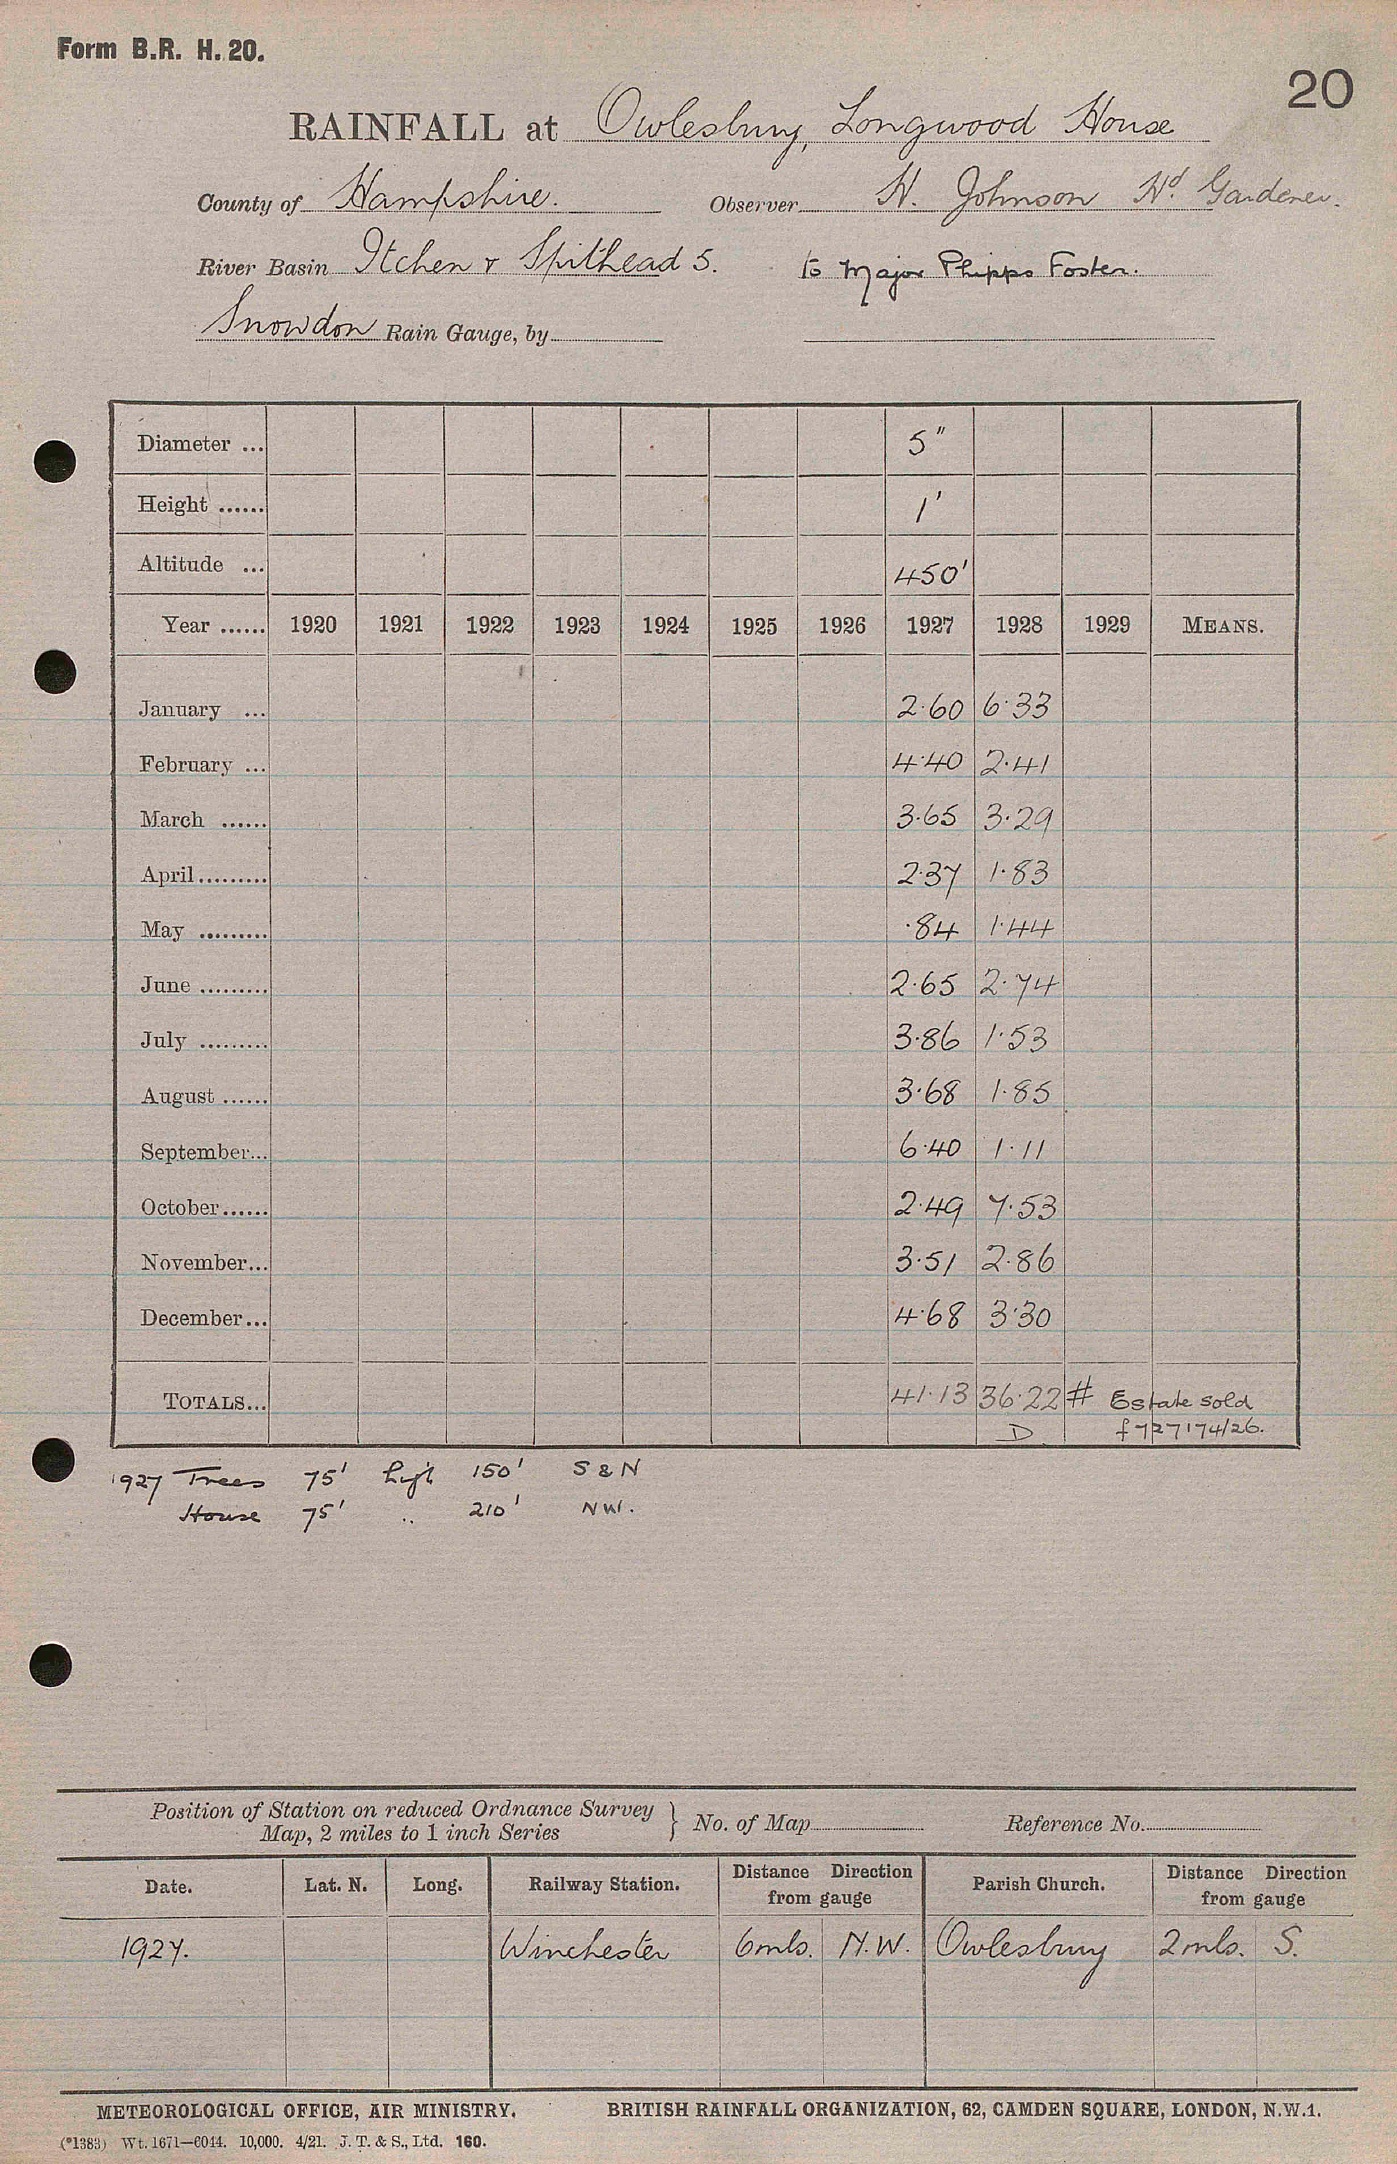 Form B.R. H. 20.
20
RAINFALL at Owlesbury, Longwood House
County of Hampshire. Observer H. Johnson Hd. Gardener.
River Basin Itchen & Spithead S. to Major Phipps Foster.
Snowdon Rain Gauge, by
Diameter ... 5"
Height ...... 1'
Altitude ... 450'
Year ...... 1920 1921 1922 1923 1924 1925 1926 1927 1928 1929 MEANS.
January ... 2.60 6.33
February ... 4.40 2.41
March ...... 3.65 3.29
April......... 2.37 1.83
May ......... .84 1.44
June ......... 2.65 2.74
July ......... 3.86 1.53
August ...... 3.68 1.85
September... 6.40 1.11
October...... 2.49 7.53
November... 3.51 2.86
December... 4.68 3.30
TOTALS... 41.13 36.22 # Estate sold
D f727174/26.
1927 Trees 75' high 150' S & N
House 75' " 210' NW.
Position of Station on reduced Ordnance Survey
Map, 2 miles to 1 inch Series } No. of Map Reference No.
Date. Lat. N. Long. Railway Station. Distance Direction from gauge Parish Church. Distance Direction from gauge
1927. Winchester 6mls. N.W. Owlesbury 2mls. S.
METEOROLOGICAL OFFICE, AIR MINISTRY. BRITISH RAINFALL ORGANIZATION, 62, CAMDEN SQUARE, LONDON, N.W.1.
(*1383) Wt. 1671—6044. 10,000. 4/21. J. T. & S., Ltd. 160.